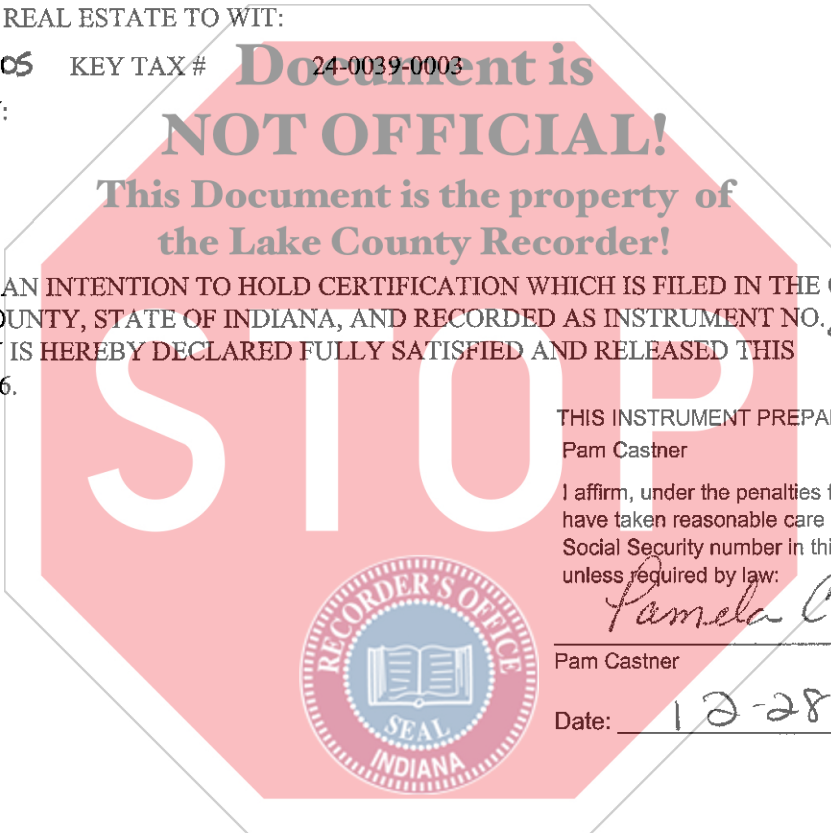 REAL ESTATE TO WIT:
05 KEY TAX # 24-0039-0003
Document is
NOT OFFICIAL!
This Document is the property of
the Lake County Recorder!
AN INTENTION TO HOLD CERTIFICATION WHICH IS FILED IN THE
UNTY, STATE OF INDIANA, AND RECORDED AS INSTRUMENT NO.
IS HEREBY DECLARED FULLY SATISFIED AND RELEASED THIS
6.
STOP
THIS INSTRUMENT PREPA
Pam Castner
I affirm, under the penalties f
have taken reasonable care
Social Security number in thi
unless required by law:
Pamela C
Pam Castner
Date: 12-28
RECORDER'S OFFICE
SEAL
INDIANA